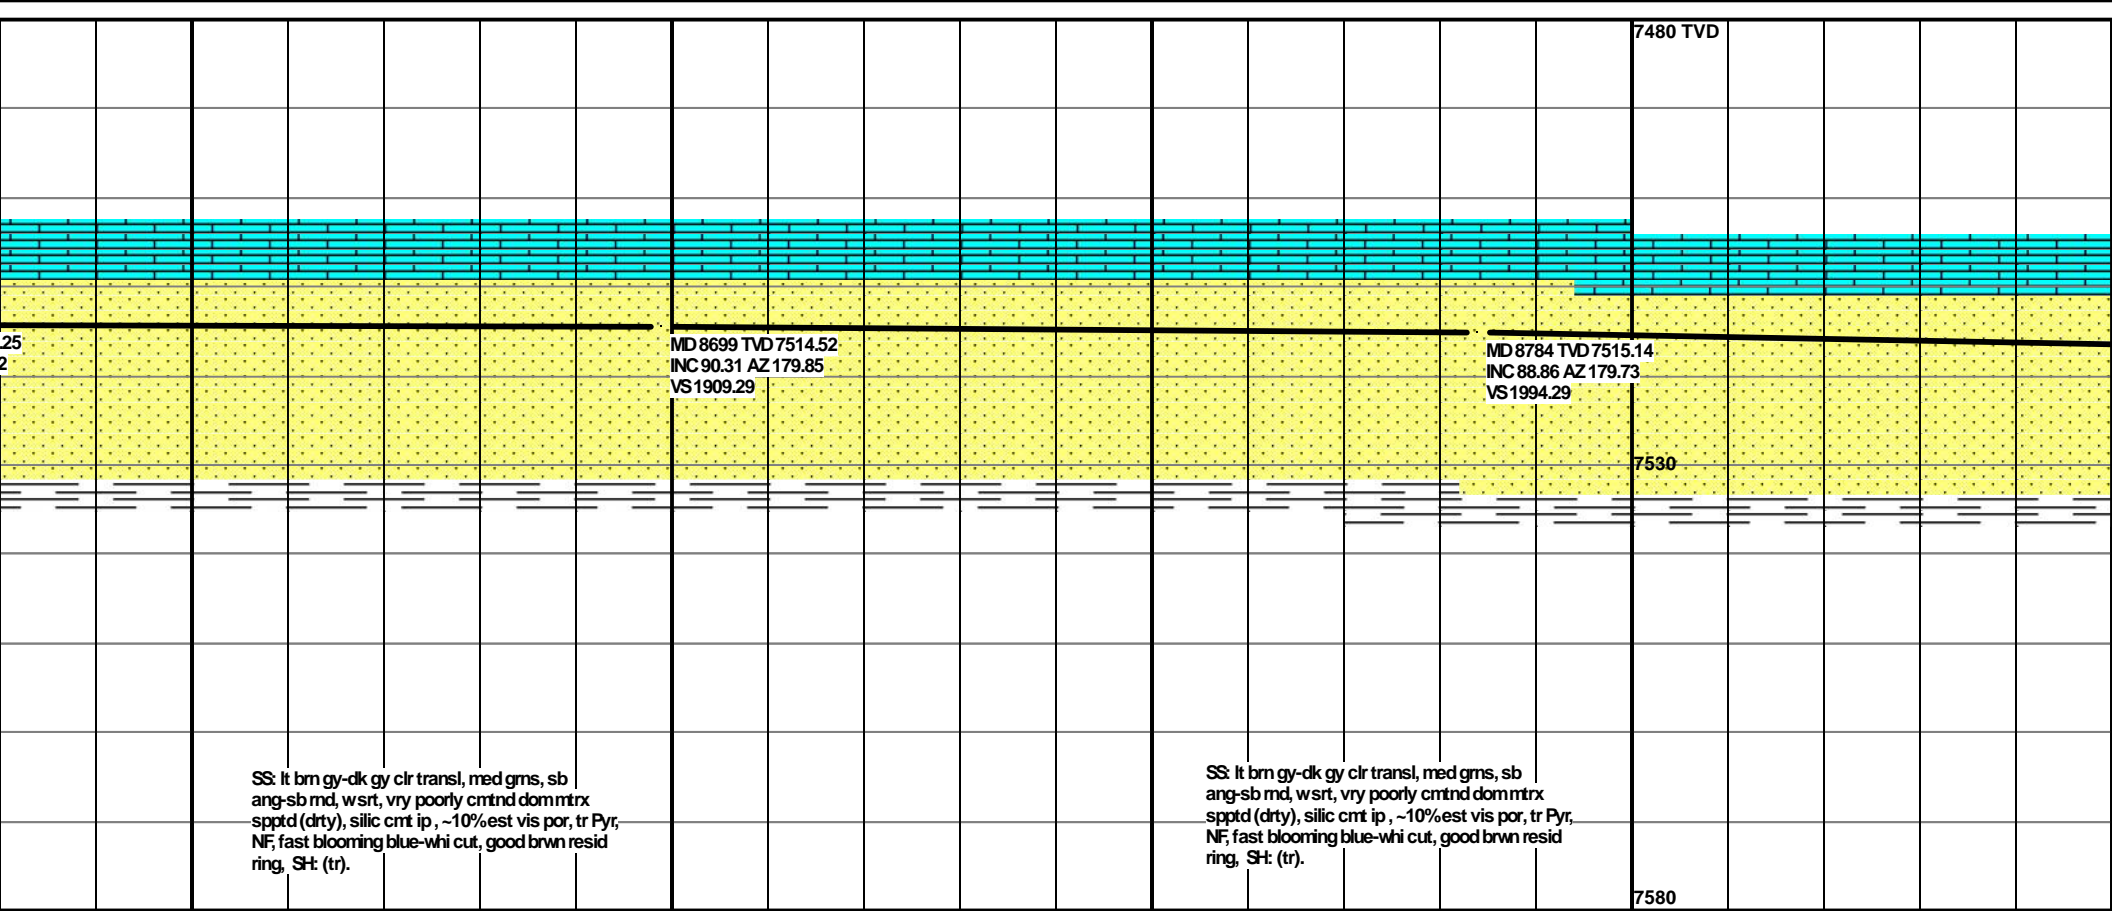 7480 TVD
.25
2
MD 8699 TVD 7514.52
INC 90.31 AZ 179.85
VS 1909.29
MD 8784 TVD 7515.14
INC 88.86 AZ 179.73
VS 1994.29
7530
SS: lt brn gy-dk gy clr transl, med grns, sb
ang-sb rnd, w srt, vry poorly cmtnd dom mtrx
spptd (drty), silic cmt ip , ~10% est vis por, tr Pyr,
NF, fast blooming blue-whi cut, good brwn resid
ring, SH: (tr).
SS: lt brn gy-dk gy clr transl, med grns, sb
ang-sb rnd, w srt, vry poorly cmtnd dom mtrx
spptd (drty), silic cmt ip , ~10% est vis por, tr Pyr,
NF, fast blooming blue-whi cut, good brwn resid
ring, SH: (tr).
7580